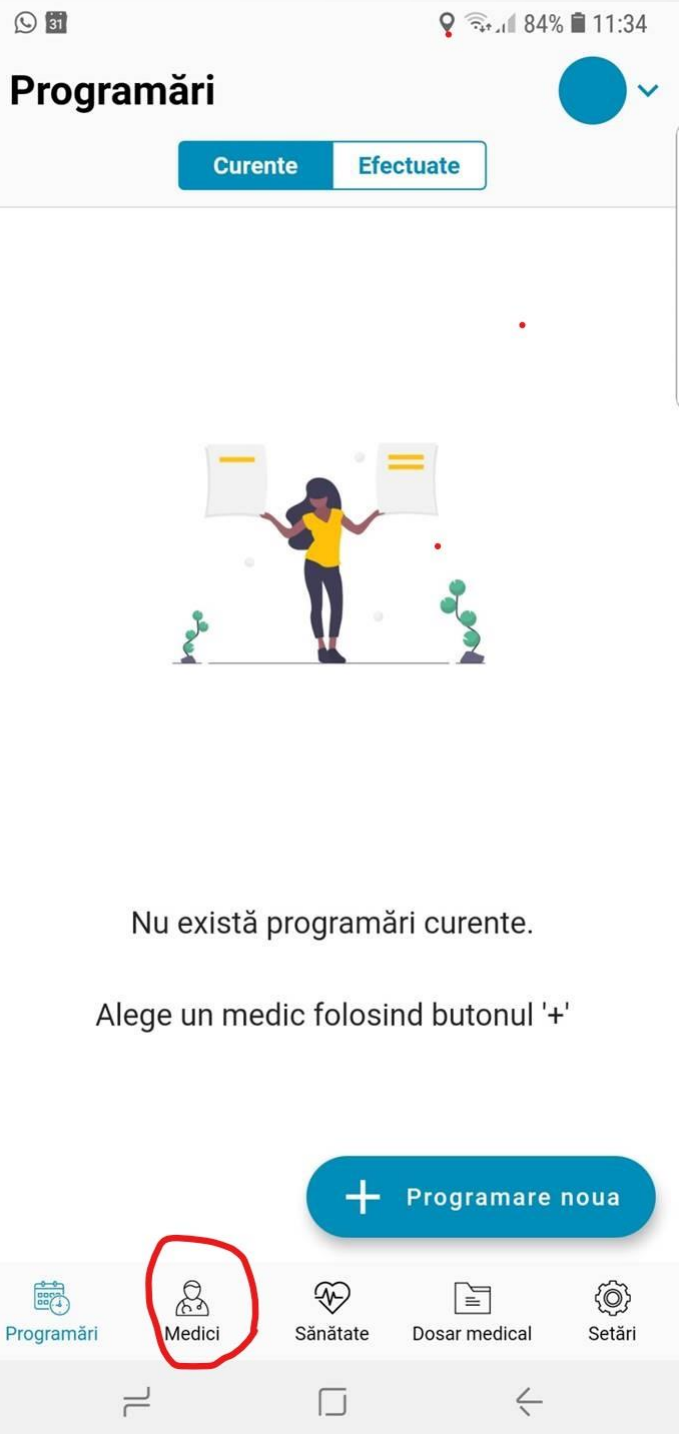 31 84% 11:34
Programări
Curente Efectuate
Nu există programări curente.
Alege un medic folosind butonul '+'
+ Programare noua
Programări Medici Sănătate Dosar medical Setări